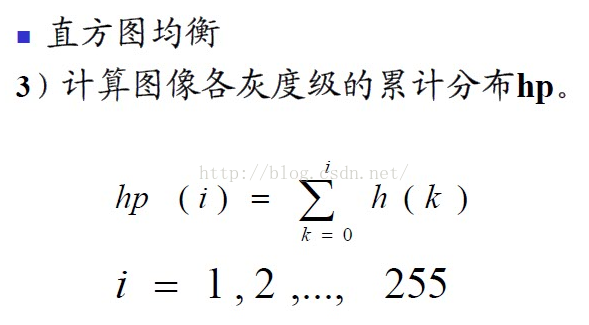 ■ 直方图均衡
3）计算图像各灰度级的累计分布hp。
http://blog.csdn.net/
hp (i) = \sum_{k = 0}^{i} h (k)
i = 1 , 2 ,..., 255